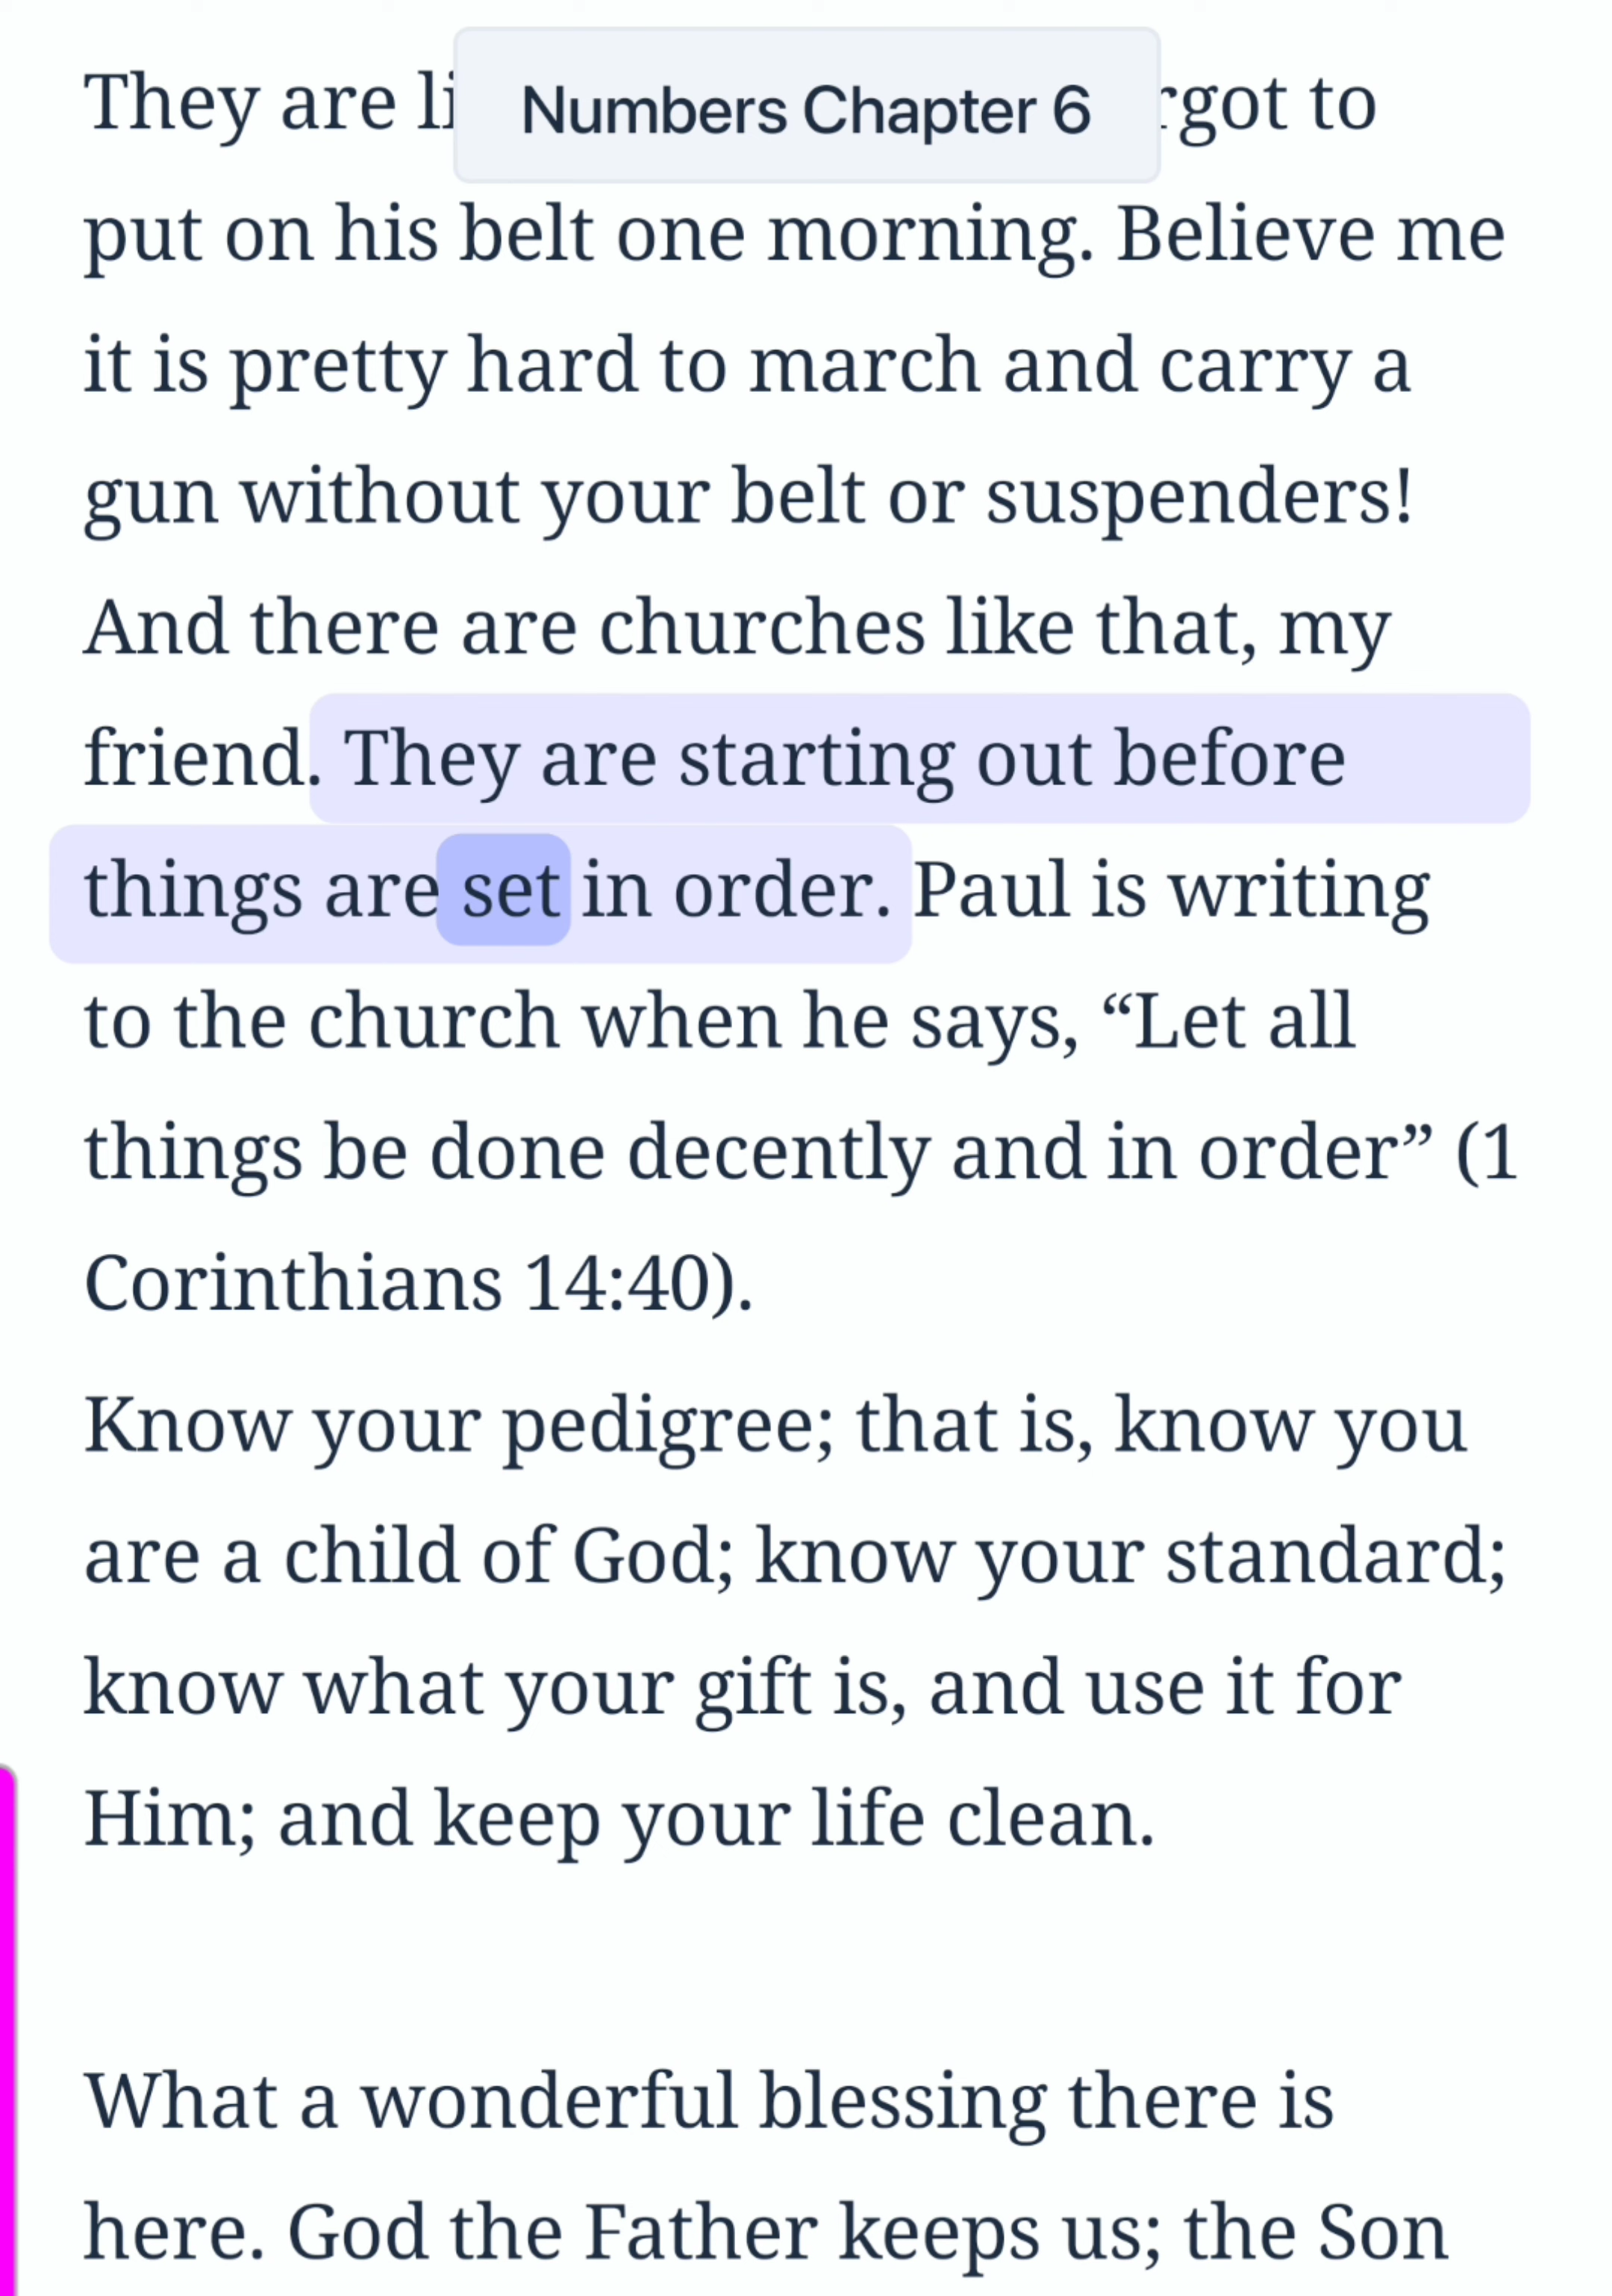 Numbers Chapter 6
They are to
put on his belt one morning. Believe me
it is pretty hard to march and carry a
gun without your belt or suspenders!
And there are churches like that, my
friend. They are starting out before
things are set in order. Paul is writing
to the church when he says, “Let all
things be done decently and in order” (1
Corinthians 14:40).
Know your pedigree; that is, know you
are a child of God; know your standard;
know what your gift is, and use it for
Him; and keep your life clean.
What a wonderful blessing there is
here. God the Father keeps us; the Son